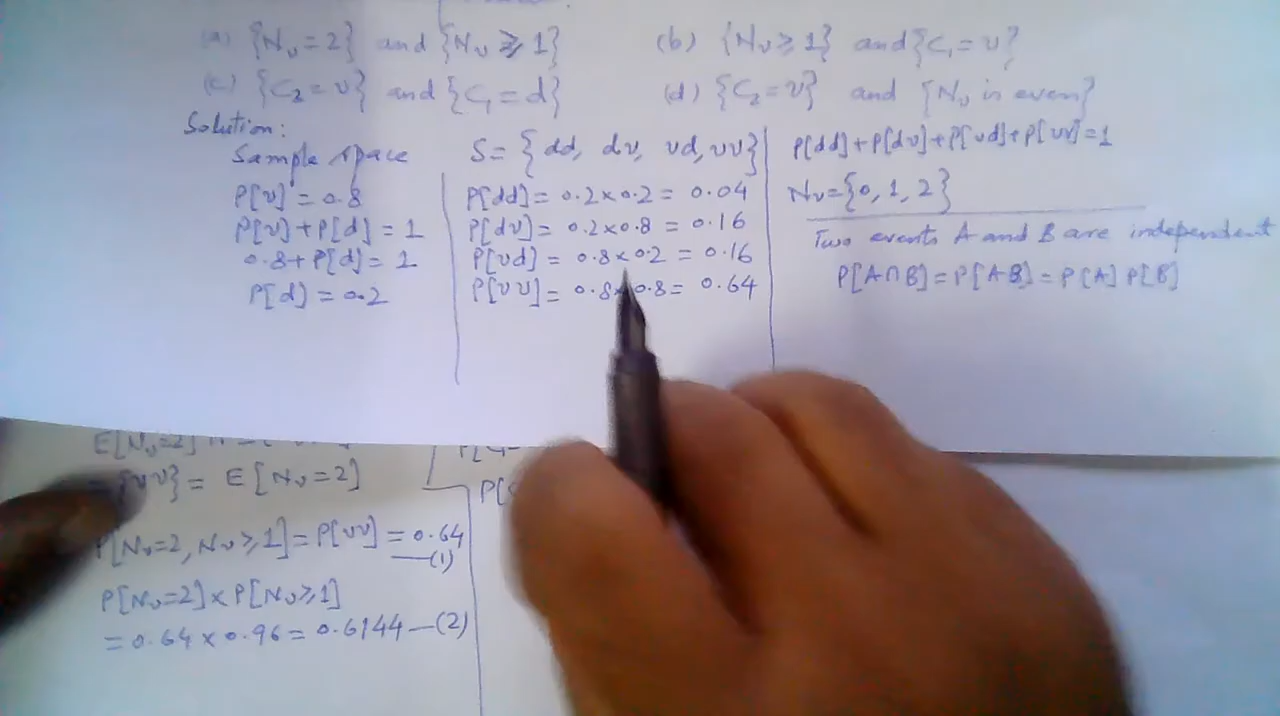 (a) {Nv=2} and {Nv ≥ 1} (b) {Nv ≥ 1} and {C1 = v}
(c) {C2 = v} and {C1 = d} (d) {C2 = v} and {Nv is even}
Solution:
Sample space
P[v] = 0.8
P[v]+P[d] = 1
0.8+P[d] = 1
P[d] = 0.2
S = {dd, dv, vd, vv}
P[dd] = 0.2×0.2 = 0.04
P[dv] = 0.2×0.8 = 0.16
P[vd] = 0.8×0.2 = 0.16
P[vv] = 0.8×0.8 = 0.64
P[dd]+P[dv]+P[vd]+P[vv]=1
Nv = {0, 1, 2}
Two events A and B are independent
P[A∩B] = P[AB] = P[A] P[B]
E[Nv=2]
= {vv} = E[Nv=2]
P[Nv=2, Nv≥1] = P[vv] = 0.64
—(1)
P[Nv=2] × P[Nv≥1]
= 0.64 × 0.96 = 0.6144 —(2)